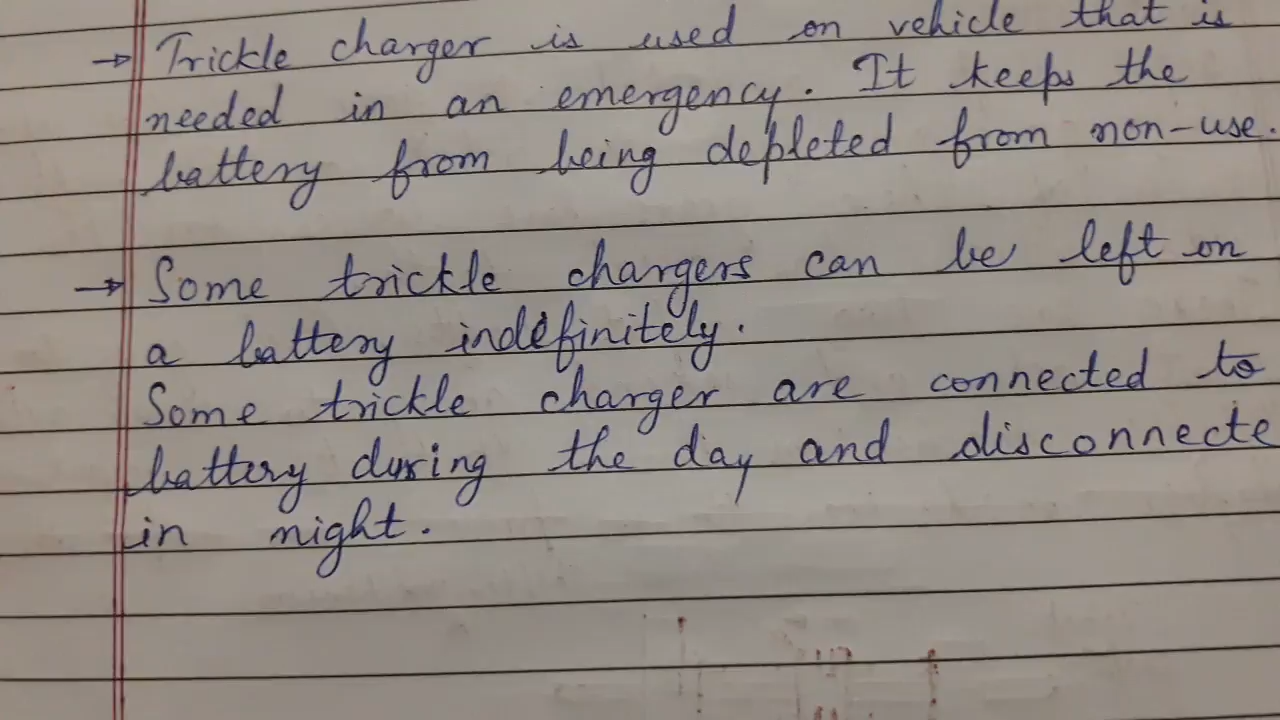 → Trickle charger is used on vehicle that is
needed in an emergency. It keeps the
battery from being depleted from non-use.
→ Some trickle chargers can be left on
a battery indefinitely.
Some trickle charger are connected to
battery during the day and disconnecte
in night.